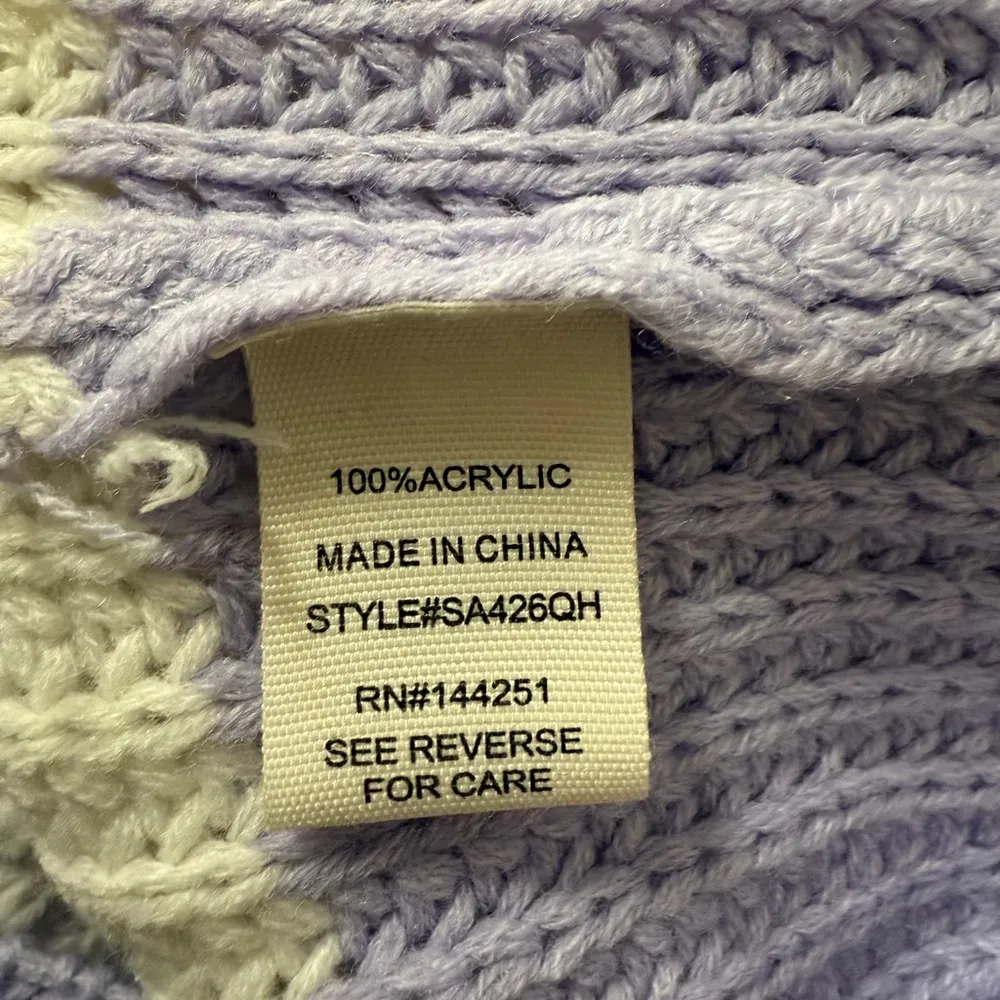 100%ACRYLIC
MADE IN CHINA
STYLE#SA426QH
RN#144251
SEE REVERSE
FOR CARE